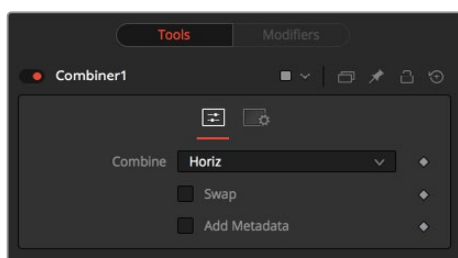 Tools Modifiers
Combiner1
Combine Horiz
Swap
Add Metadata